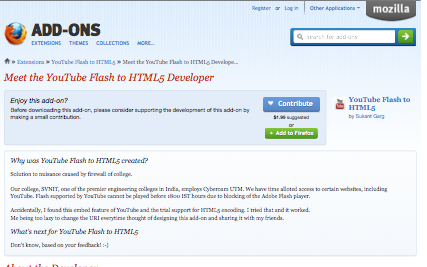 Register or Log in Other Applications mozilla
ADD-ONS
EXTENSIONS THEMES COLLECTIONS MORE...
search for add-ons
» Extensions » YouTube Flash to HTML5 » Meet the YouTube Flash to HTML5 Develope...
Meet the YouTube Flash to HTML5 Developer
Enjoy this add-on?
Before downloading this add-on, please consider supporting the development of this add-on by
making a small contribution.
Contribute
$1.99 suggested
or
+ Add to Firefox
YouTube Flash to
HTML5
by Sukant Garg
Why was YouTube Flash to HTML5 created?
Solution to nuisance caused by firewall of college.
Our college, SVNIT, one of the premier engineering colleges in India, employs Cyberoam UTM. We have time alloted access to certain websites, including
YouTube. Flash supported by YouTube cannot be played before 1800 IST hours due to blocking of the Adobe Flash player.
Accidentally, I found this embed feature of YouTube and the trial support for HTML5 encoding. I tried that and it worked.
Me being too lazy to change the URI everytime thought of designing this add-on and sharing it with my friends.
What's next for YouTube Flash to HTML5
Don't know, based on your feedback! :-)
About the Developer